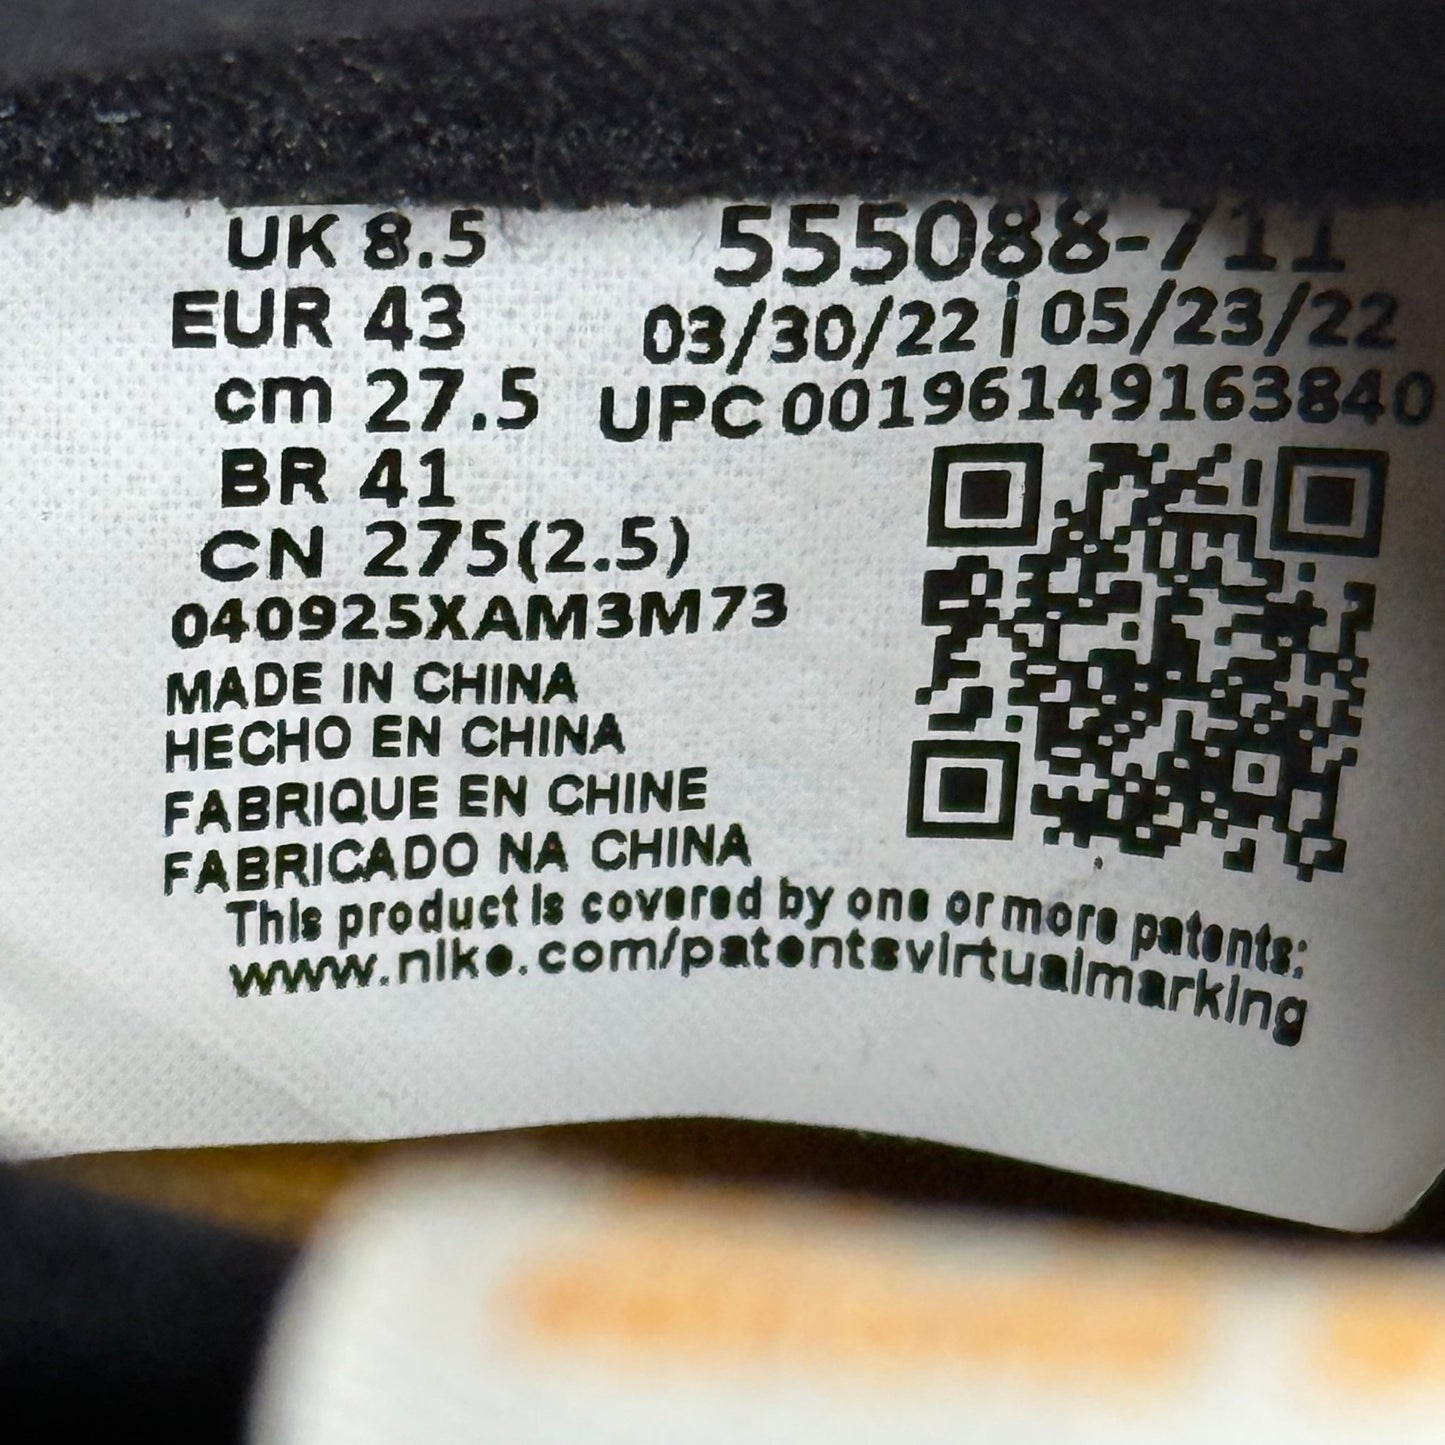 UK 8.5
555088-711
EUR 43
03/30/22 | 05/23/22
cm 27.5
UPC 00196149163840
BR 41
CN 275(2.5)
040925XAM3M73
MADE IN CHINA
HECHO EN CHINA
FABRIQUE EN CHINE
FABRICADO NA CHINA
This product is covered by one or more patents:
www.nike.com/patentsvirtualmarking